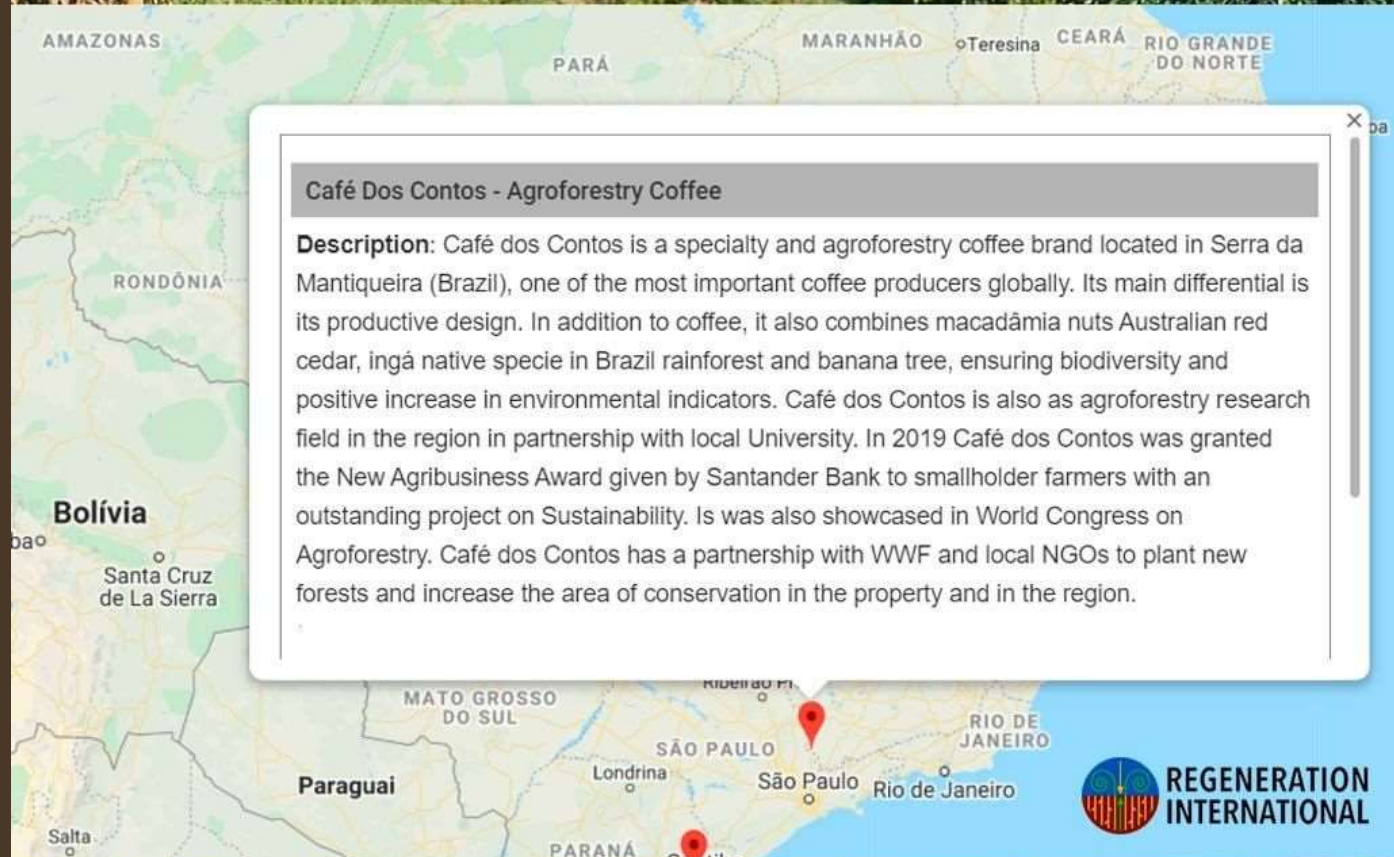 AMAZONAS
PARÁ
MARANHÃO
Teresina
CEARÁ
RIO GRANDE
DO NORTE
Café Dos Contos - Agroforestry Coffee
Description: Café dos Contos is a specialty and agroforestry coffee brand located in Serra da
Mantiqueira (Brazil), one of the most important coffee producers globally. Its main differential is
its productive design. In addition to coffee, it also combines macadâmia nuts Australian red
cedar, ingá native specie in Brazil rainforest and banana tree, ensuring biodiversity and
positive increase in environmental indicators. Café dos Contos is also as agroforestry research
field in the region in partnership with local University. In 2019 Café dos Contos was granted
the New Agribusiness Award given by Santander Bank to smallholder farmers with an
outstanding project on Sustainability. Is was also showcased in World Congress on
Agroforestry. Café dos Contos has a partnership with WWF and local NGOs to plant new
forests and increase the area of conservation in the property and in the region.
RONDÔNIA
Bolívia
Santa Cruz
de La Sierra
MATO GROSSO
DO SUL
SÃO PAULO
RIO DE
JANEIRO
Londrina
São Paulo
Rio de Janeiro
Paraguai
Salta
PARANÁ
REGENERATION
INTERNATIONAL